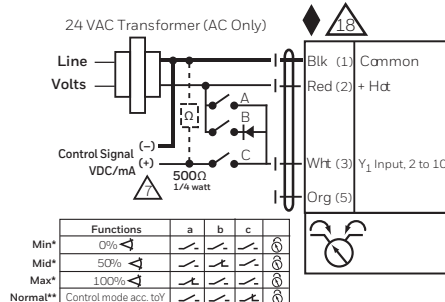 24 VAC Transformer (AC Only)
18
Line
Volts
Blk (1) Common
Red (2) + Hot
A
B
C
Ω
Control Signal (–)
VDC/mA (+)
7
500Ω
1/4 watt
Wht (3) Y1 Input, 2 to 10
Org (5)
Functions a b c
Min* 0%
Mid* 50%
Max* 100%
Normal** Control mode acc. toY